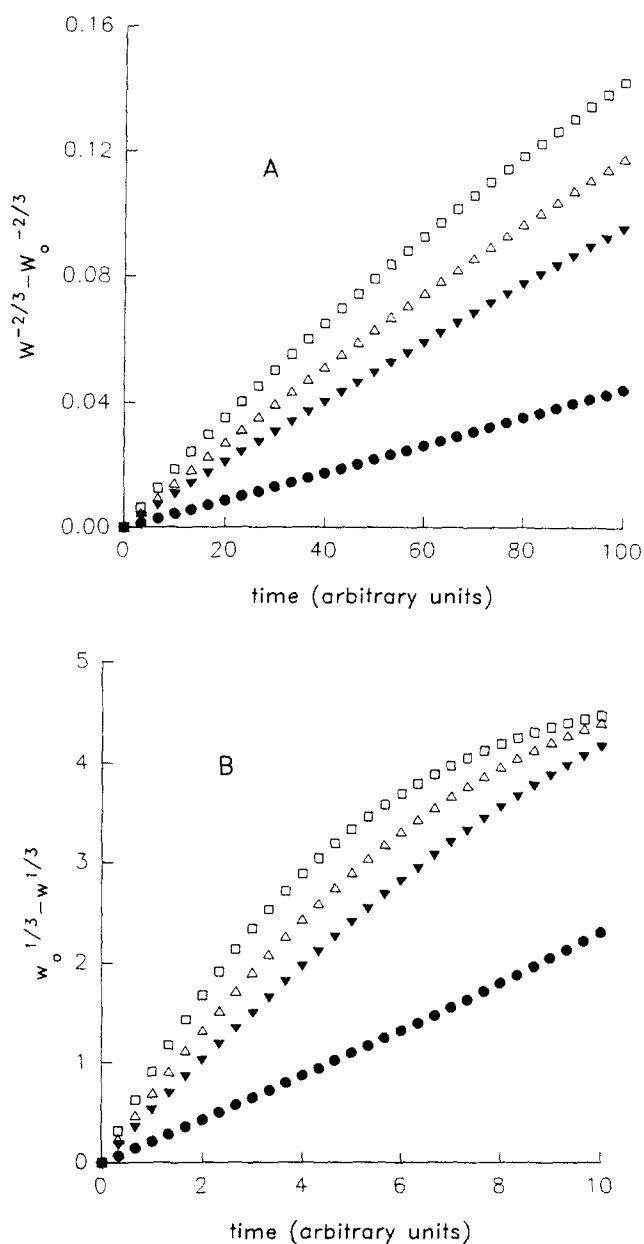 0.16
0.12
0.08
0.04
0.00
A
W^-2/3 – W_o^-2/3
0 20 40 60 80 100
time (arbitrary units)
5
4
3
2
1
0
B
w_o^1/3 – w^1/3
0 2 4 6 8 10
time (arbitrary units)